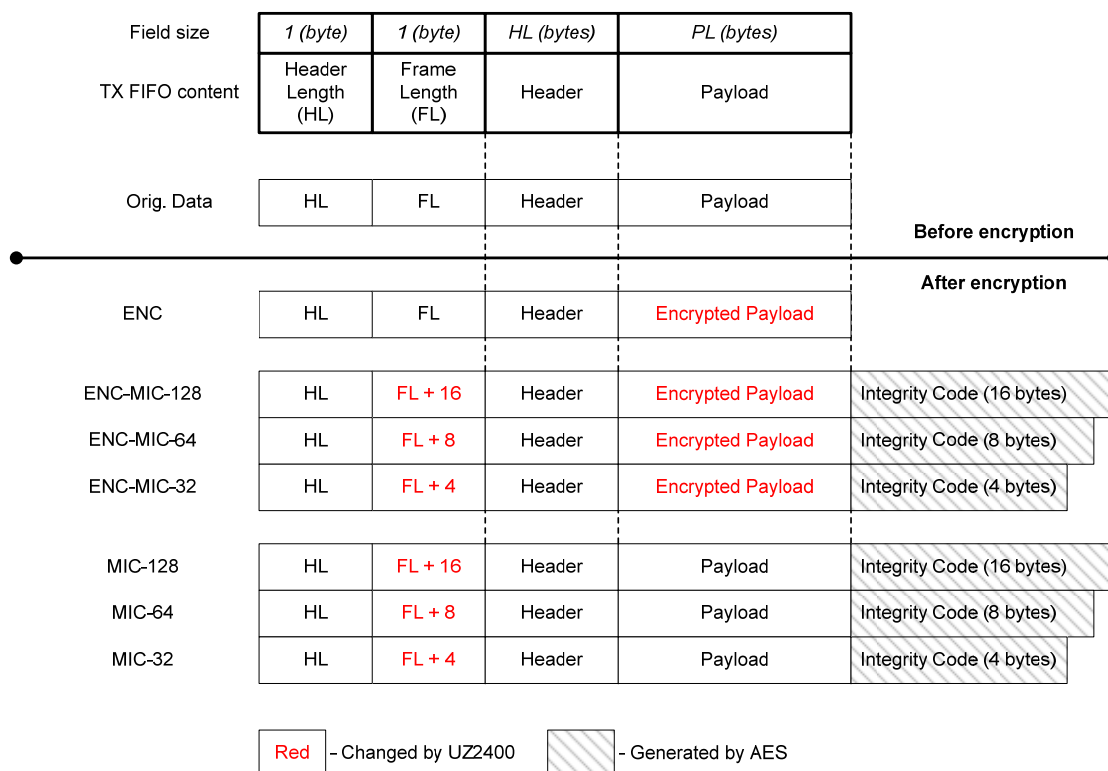 Field size 1 (byte) 1 (byte) HL (bytes) PL (bytes)
TX FIFO content
Header
Length
(HL)
Frame
Length
(FL)
Header
Payload
Orig. Data HL FL Header Payload
Before encryption
After encryption
ENC HL FL Header Encrypted Payload
ENC-MIC-128 HL FL + 16 Header Encrypted Payload Integrity Code (16 bytes)
ENC-MIC-64 HL FL + 8 Header Encrypted Payload Integrity Code (8 bytes)
ENC-MIC-32 HL FL + 4 Header Encrypted Payload Integrity Code (4 bytes)
MIC-128 HL FL + 16 Header Payload Integrity Code (16 bytes)
MIC-64 HL FL + 8 Header Payload Integrity Code (8 bytes)
MIC-32 HL FL + 4 Header Payload Integrity Code (4 bytes)
Red – Changed by UZ2400 – Generated by AES